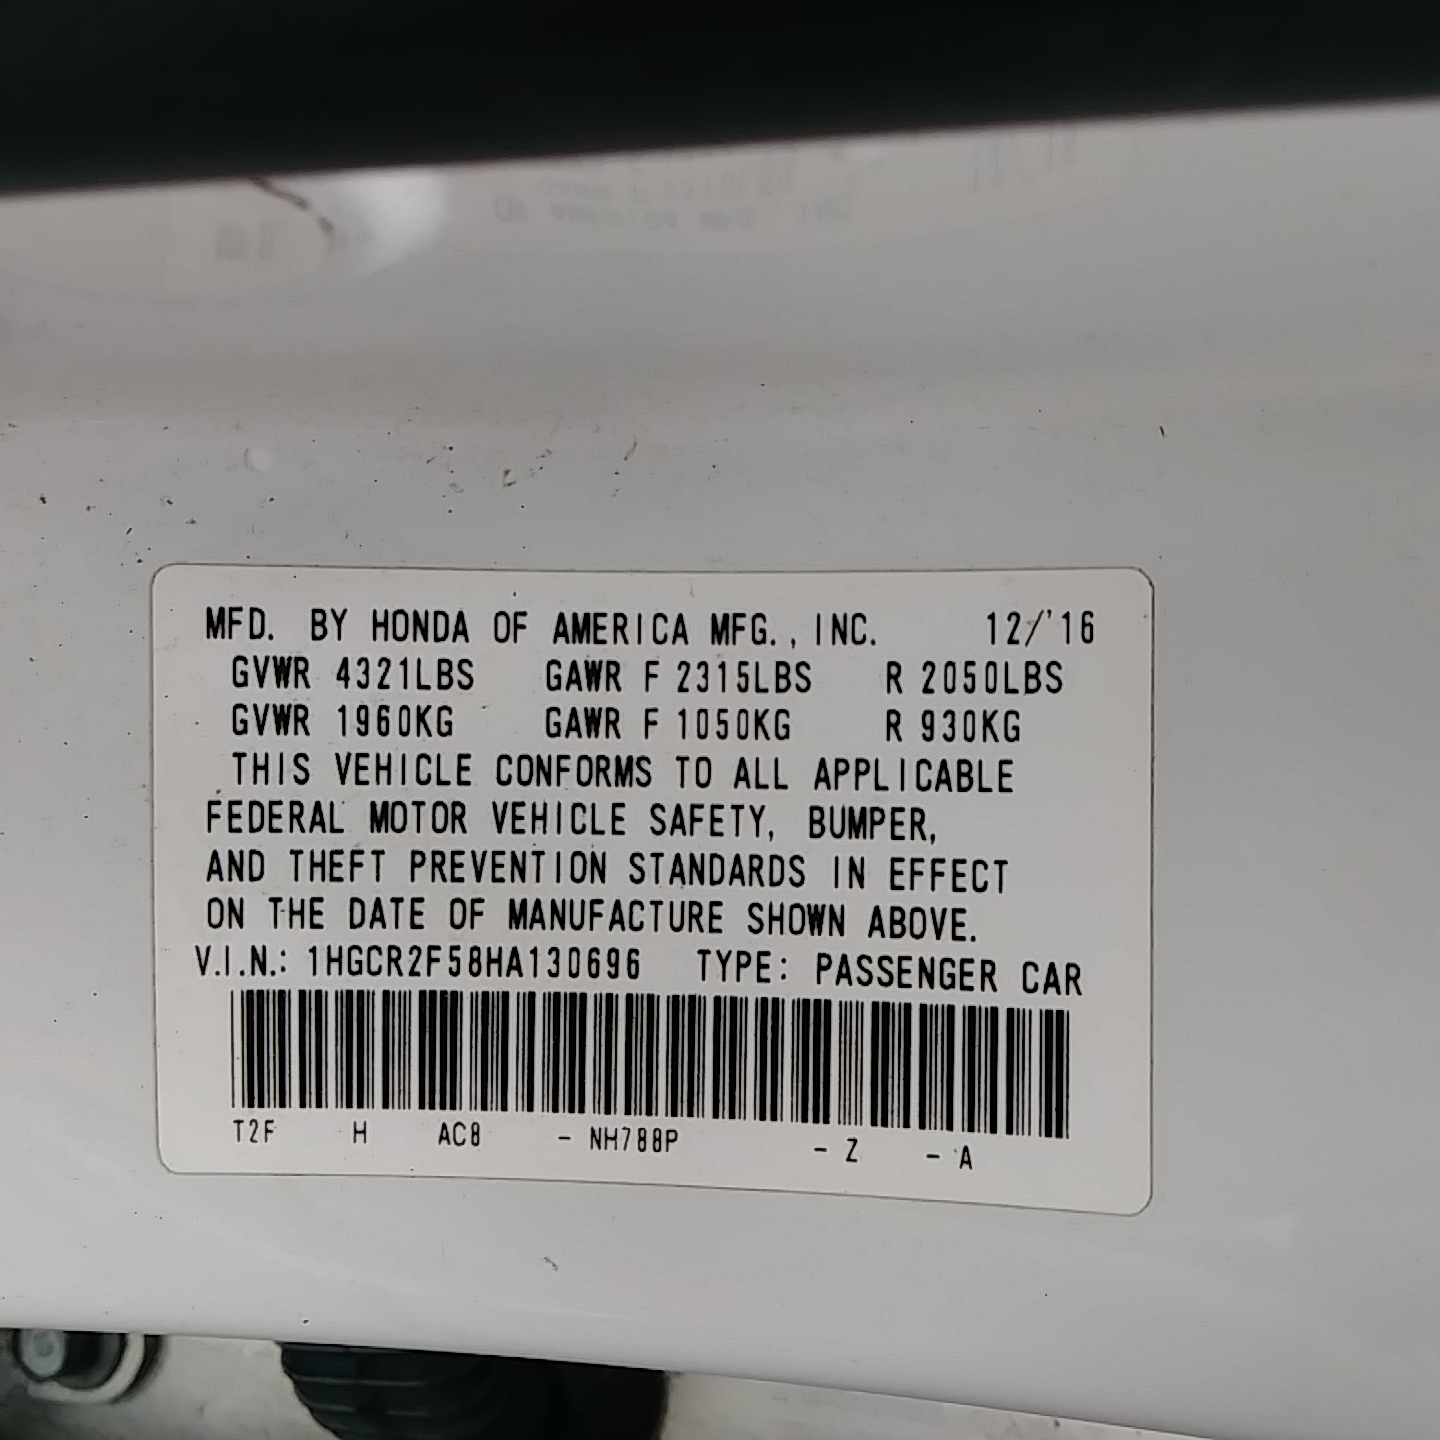 MFD. BY HONDA OF AMERICA MFG., INC. 12/'16
GVWR 4321LBS GAWR F 2315LBS R 2050LBS
GVWR 1960KG GAWR F 1050KG R 930KG
THIS VEHICLE CONFORMS TO ALL APPLICABLE
FEDERAL MOTOR VEHICLE SAFETY, BUMPER,
AND THEFT PREVENTION STANDARDS IN EFFECT
ON THE DATE OF MANUFACTURE SHOWN ABOVE.
V.I.N.: 1HGCR2F58HA130696 TYPE: PASSENGER CAR
T2F H AC8 - NH788P - Z - A